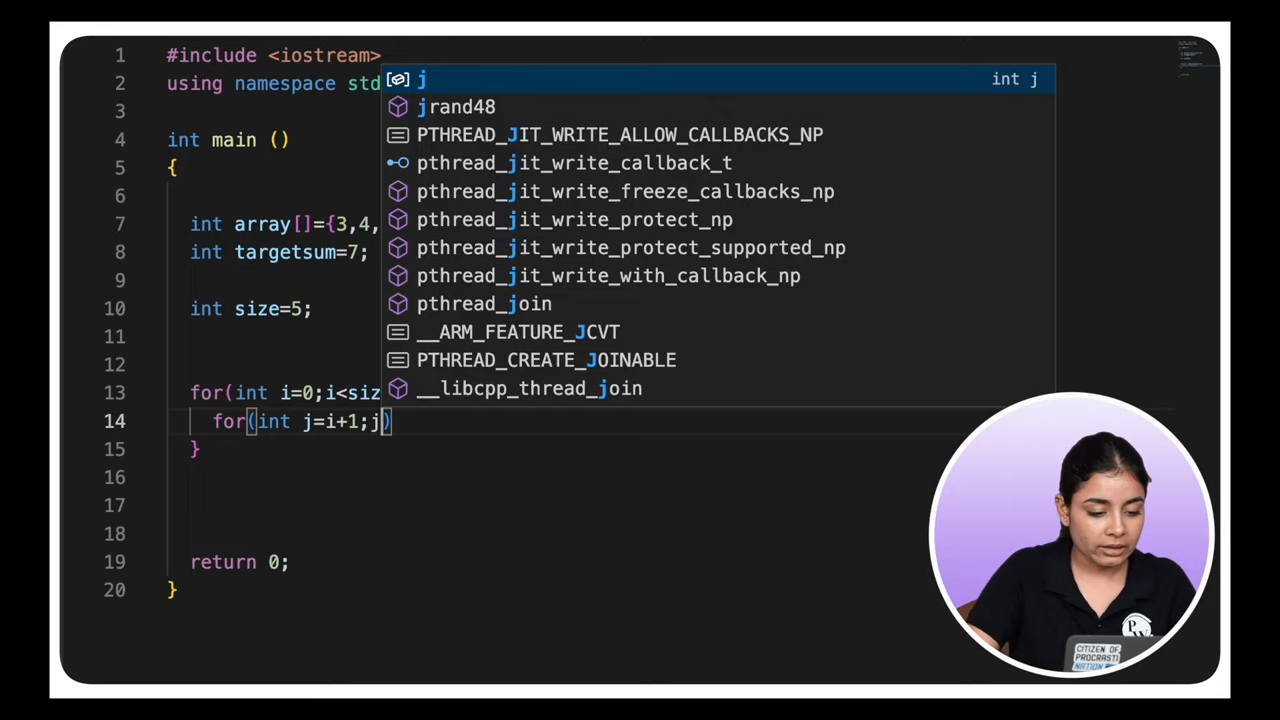 1 #include <iostream>
2 using namespace std
3
4 int main ()
5 {
6
7 int array[]={3,4,
8 int targetsum=7;
9
10 int size=5;
11
12
13 for(int i=0;i<siz
14 for(int j=i+1;j)
15 }
16
17
18
19 return 0;
20 }
j int j
jrand48
PTHREAD_JIT_WRITE_ALLOW_CALLBACKS_NP
pthread_jit_write_callback_t
pthread_jit_write_freeze_callbacks_np
pthread_jit_write_protect_np
pthread_jit_write_protect_supported_np
pthread_jit_write_with_callback_np
pthread_join
__ARM_FEATURE_JCVT
PTHREAD_CREATE_JOINABLE
__libcpp_thread_join
PW
CITIZEN OF
PROCRASTI
NATION